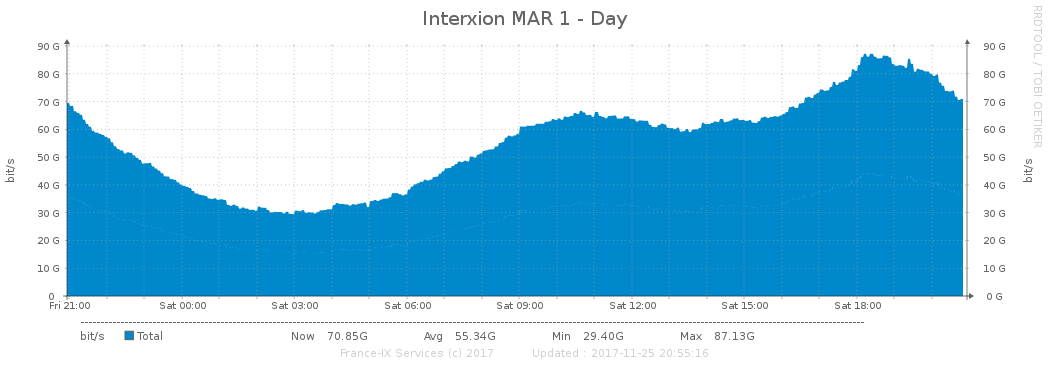 Interxion MAR 1 - Day
RRDTOOL / TOBI OETIKER
90 G 90 G
80 G 80 G
70 G 70 G
60 G 60 G
50 G 50 G
40 G 40 G
30 G 30 G
20 G 20 G
10 G 10 G
0 0 G
bit/s bit/s
Fri 21:00 Sat 00:00 Sat 03:00 Sat 06:00 Sat 09:00 Sat 12:00 Sat 15:00 Sat 18:00
bit/s Total Now 70.85G Avg 55.34G Min 29.40G Max 87.13G
France-IX Services (c) 2017 Updated : 2017-11-25 20:55:16